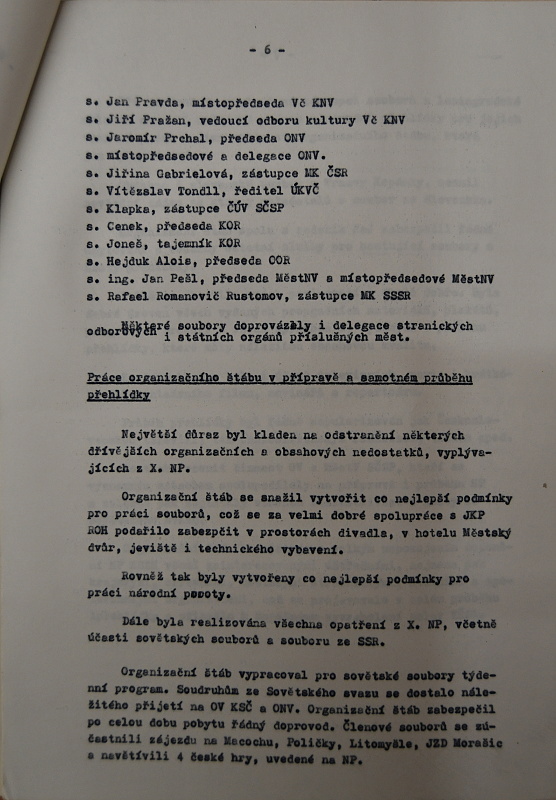 - 6 -
s. Jan Pravda, místopředseda Vč KNV
s. Jiří Pražan, vedoucí odboru kultury Vč KNV
s. Jaromír Prchal, předseda ONV
s. místopředsedové a delegace ONV.
s. Jiřina Gabrielová, zástupce MK ČSR
s. Vítězslav Tondll, ředitel ÚKVČ
s. Klapka, zástupce ČÚV SČSP
s. Cenek, předseda KOR
s. Joneš, tajemník KOR
s. Hejduk Alois, předseda OOR
s. ing. Jan Pešl, předseda MěstNV a místopředsedové MěstNV
s. Rafael Romanovič Rustomov, zástupce MK SSSR
Některé soubory doprovázely i delegace stranických
odborových i státních orgánů příslušných měst.
Práce organizačního štábu v přípravě a samotném průběhu
přehlídky
Největší důraz byl kladen na odstranění některých
dřívějších organizačních a obsahových nedostatků, vyplýva-
jících z X. NP.
Organizační štáb se snažil vytvořit co nejlepší podmínky
pro práci souborů, což se za velmi dobré spolupráce s JKP
ROH podařilo zabezpčit v prostorách divadla, v hotelu Městský
dvůr, jeviště i technického vybavení.
Rovněž tak byly vytvořeny co nejlepší podmínky pro
práci národní poroty.
Dále byla realizována všechna opatření z X. NP, včetně
účasti sovětských souborů a souboru ze SSR.
Organizační štáb vypracoval pro sovětské soubory týde-
nní program. Soudruhům ze Sovětského svazu se dostalo nále-
žitého přijetí na OV KSČ a ONV. Organizační štáb zabezpečil
po celou dobu pobytu řádný doprovod. Členové souborů se zú-
častnili zájezdu na Macochu, Poličky, Litomyšle, JZD Morašic
a navštívili 4 české hry, uvedené na NP.